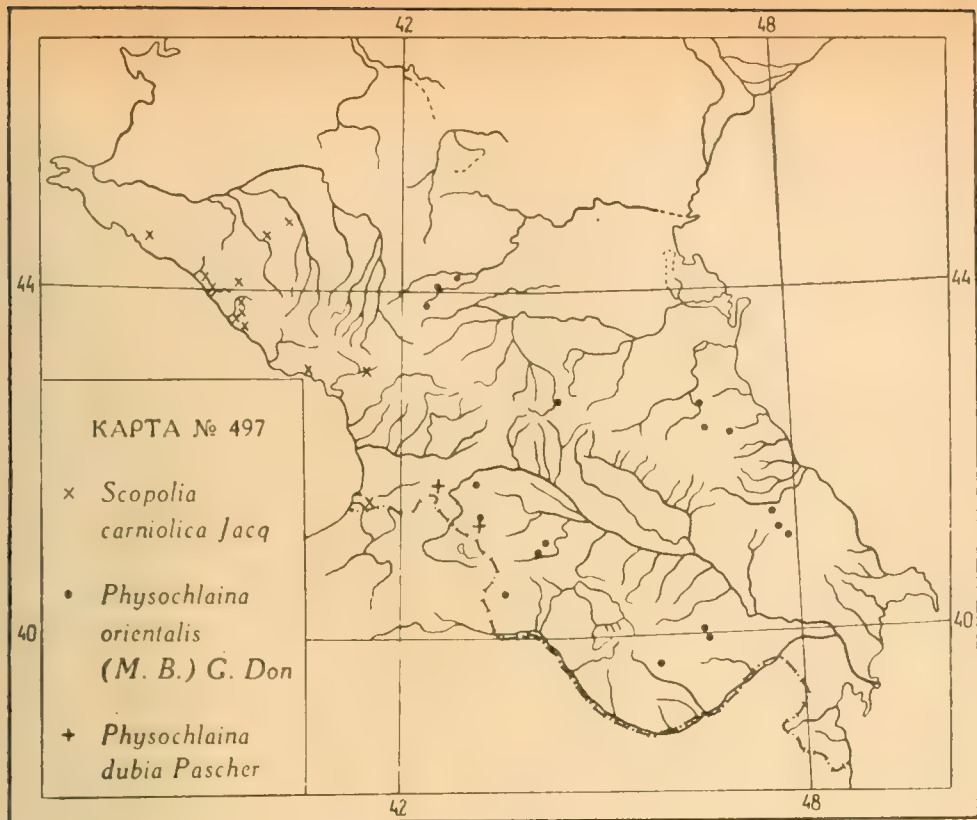 42 48
44 44
КАРТА № 497
× Scopolia
carniolica Jacq
• Physochlaina
orientalis
(M. B.) G. Don
+ Physochlaina
dubia Pascher
40 40
42 48